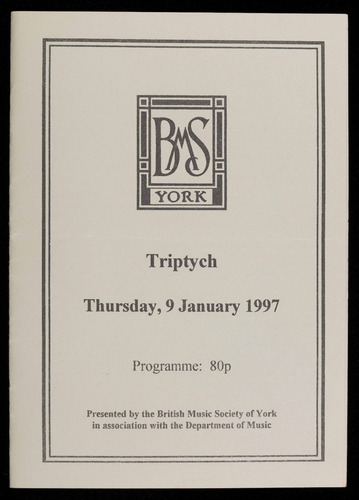 BMS
YORK
Triptych
Thursday, 9 January 1997
Programme: 80p
Presented by the British Music Society of York
in association with the Department of Music